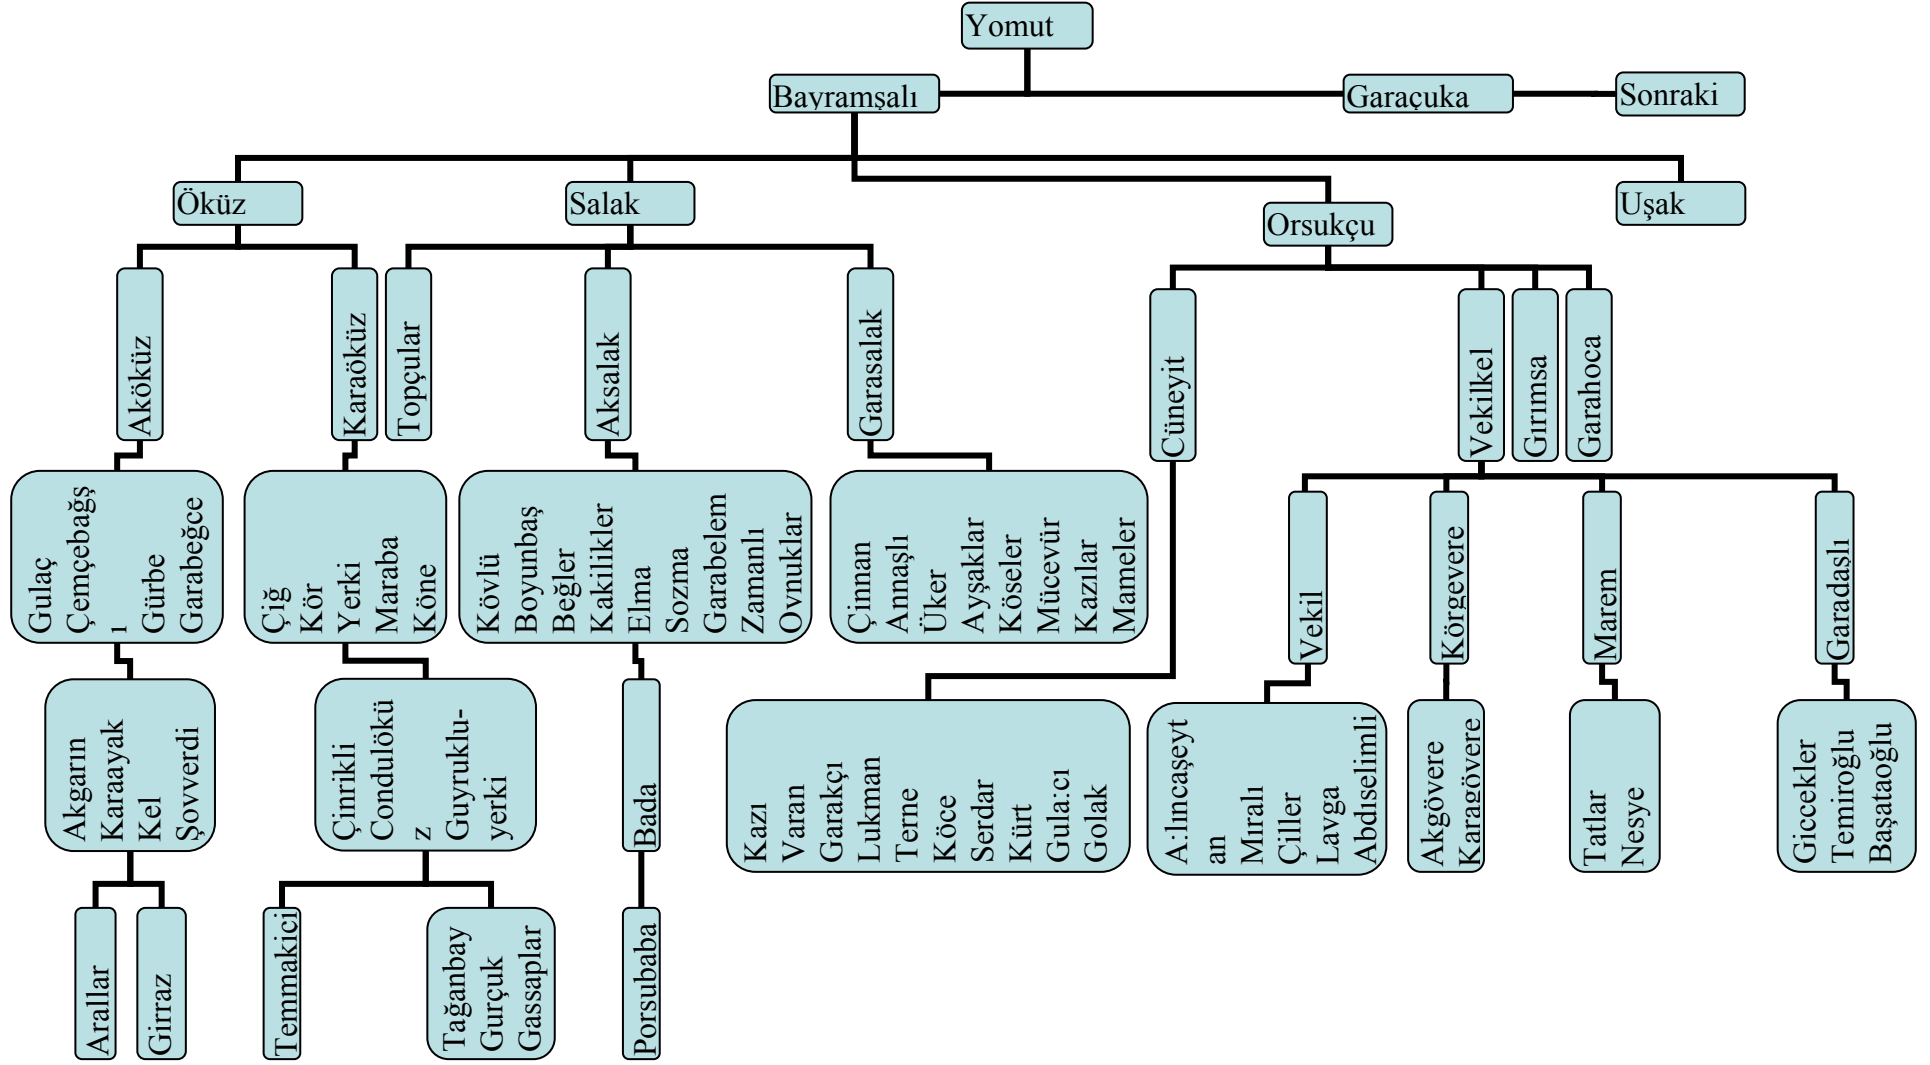 Yomut
Bayramşalı
Garaçuka
Sonraki
Öküz
Salak
Orsukçu
Uşak
Aköküz
Karaöküz
Topçular
Aksalak
Garasalak
Cüneyit
Vekilkel
Gırımsa
Garahoca
Gulaç
Çemçebağş
ı
Gürbe
Garabeğce
Çiğ
Kör
Yerki
Maraba
Köne
Kövlü
Boyunbaş
Beğler
Kakilikler
Elma
Sozma
Garabelem
Zamanlı
Ovnuklar
Çinnan
Annaşlı
Üker
Ayşaklar
Köseler
Mücevür
Kazılar
Mameler
Vekil
Körgevere
Marem
Garadaşlı
Akgarın
Karaayak
Kel
Şovverdi
Çinrikli
Condulökü
z
Guyruklu-
yerki
Bada
Kazı
Varan
Garakçı
Lukman
Terne
Köce
Serdar
Kürt
Gula:cı
Golak
A:lıncaşeyt
an
Mıralı
Çiller
Lavga
Abdıselimli
Akgövere
Karagövere
Tatlar
Nesye
Giccekler
Temiroğlu
Başataoğlu
Arallar
Girraz
Temmakici
Tağanbay
Gurçuk
Gassaplar
Porsubaba